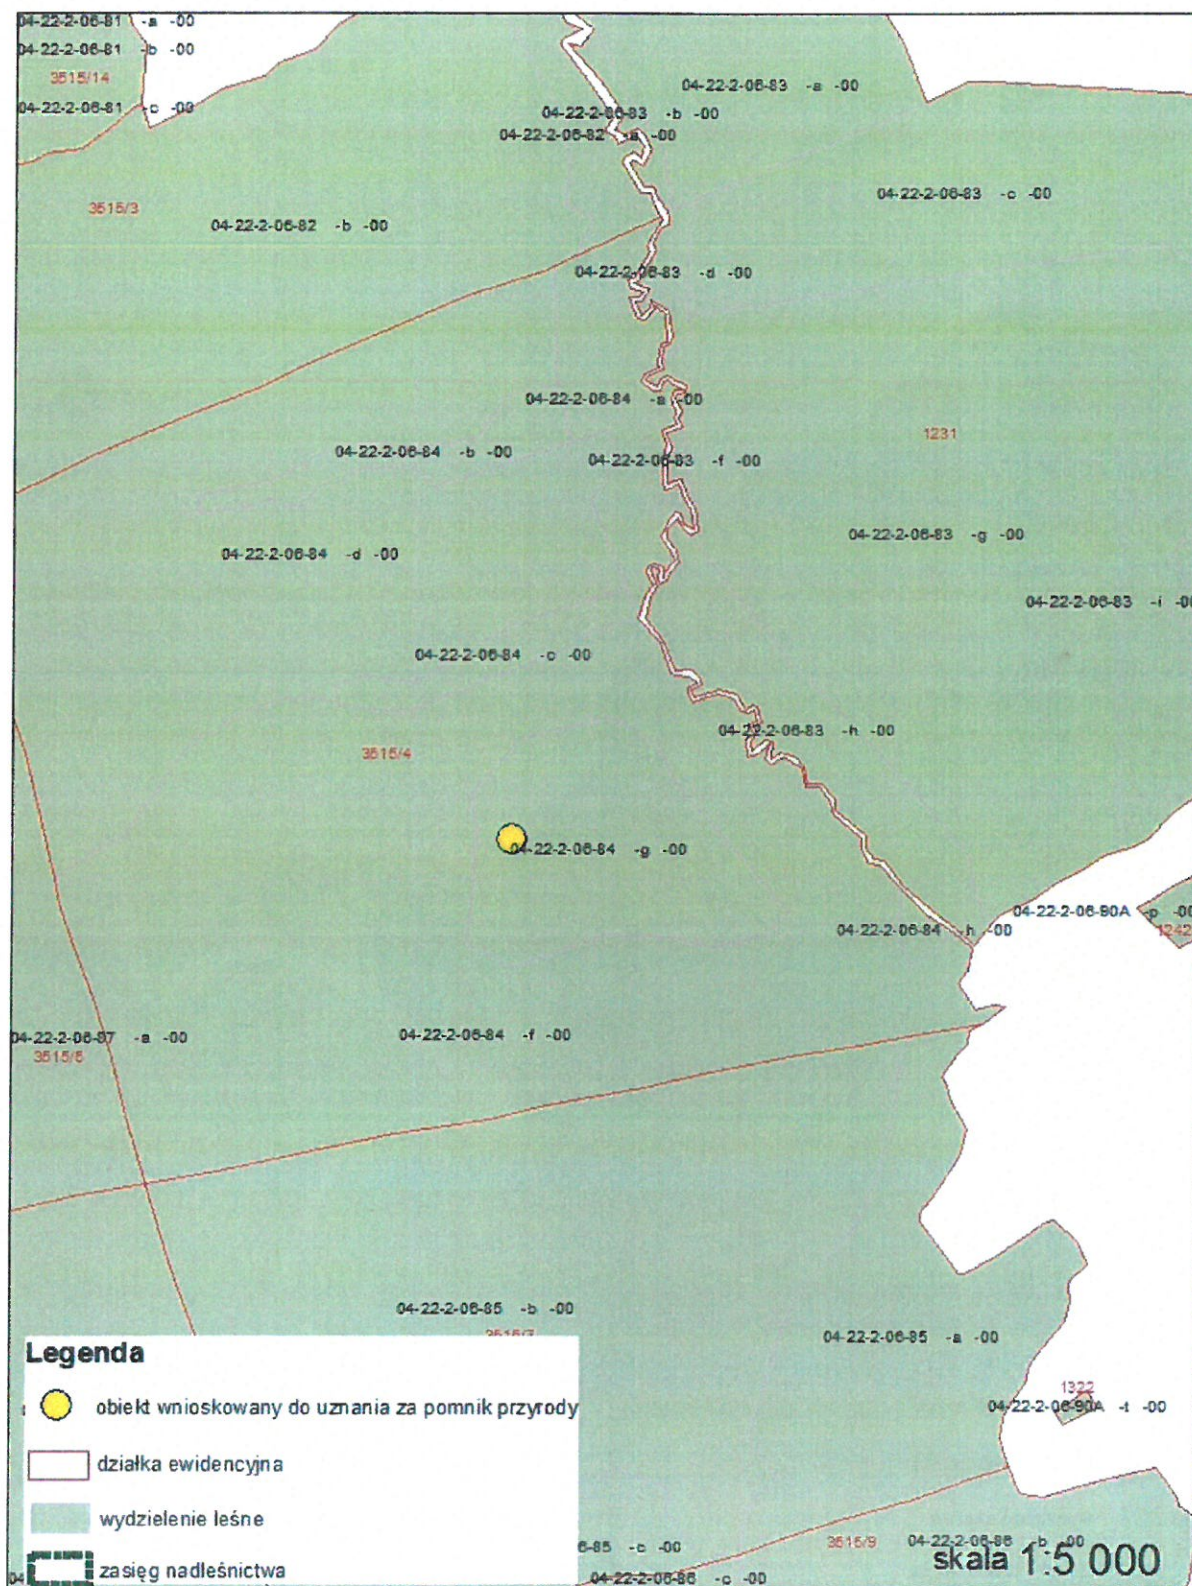 04-22-2-06-81 -a -00
04-22-2-06-81 -b -00
3515/14
04-22-2-06-81 -c -00
04-22-2-06-83 -a -00
04-22-2-06-83 -b -00
04-22-2-06-82 -a -00
04-22-2-06-83 -c -00
3515/3
04-22-2-06-82 -b -00
04-22-2-06-83 -d -00
04-22-2-06-84 -a -00
1231
04-22-2-06-84 -b -00
04-22-2-06-83 -f -00
04-22-2-06-83 -g -00
04-22-2-06-84 -d -00
04-22-2-06-83 -i -00
04-22-2-06-84 -c -00
04-22-2-06-83 -h -00
3515/4
04-22-2-06-84 -g -00
04-22-2-06-90A -p -00
04-22-2-06-84 -h -00
1242
04-22-2-06-97 -a -00
04-22-2-06-84 -f -00
04-22-2-06-85 -b -00
04-22-2-06-85 -a -00
Legenda
1322
obiekt wnioskowany do uznania za pomnik przyrody
04-22-2-06-90A -t -00
działka ewidencyjna
wydzielenie leśne
6-85 -c -00
3515/9
04-22-2-06-86 -b -00
skala 1:5 000
zasięg nadleśnictwa
04-22-2-06-86 -c -00